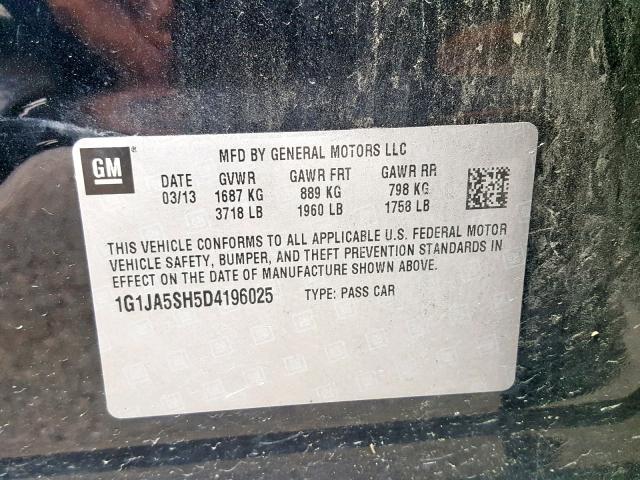 GM MFD BY GENERAL MOTORS LLC
DATE GVWR GAWR FRT GAWR RR
03/13 1687 KG 889 KG 798 KG
3718 LB 1960 LB 1758 LB
THIS VEHICLE CONFORMS TO ALL APPLICABLE U.S. FEDERAL MOTOR
VEHICLE SAFETY, BUMPER, AND THEFT PREVENTION STANDARDS IN
EFFECT ON THE DATE OF MANUFACTURE SHOWN ABOVE.
1G1JA5SH5D4196025 TYPE: PASS CAR